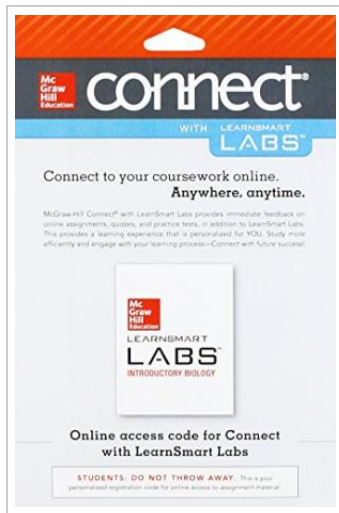 Mc
Graw
Hill
Education
connect®
WITH LEARNSMART
LABS™
Connect to your coursework online.
Anywhere, anytime.
McGraw-Hill Connect® with LearnSmart Labs provides immediate feedback on
online assignments, quizzes, and practice tests, in addition to LearnSmart Labs.
This provides a learning experience that is personalized for YOU. Study more
efficiently and engage with your learning process—Connect with future success!
Mc
Graw
Hill
Education
LEARNSMART
LABS™
INTRODUCTORY BIOLOGY
Online access code for Connect
with LearnSmart Labs
STUDENTS: DO NOT THROW AWAY. This is your
personalized registration code for online access to assignment material.